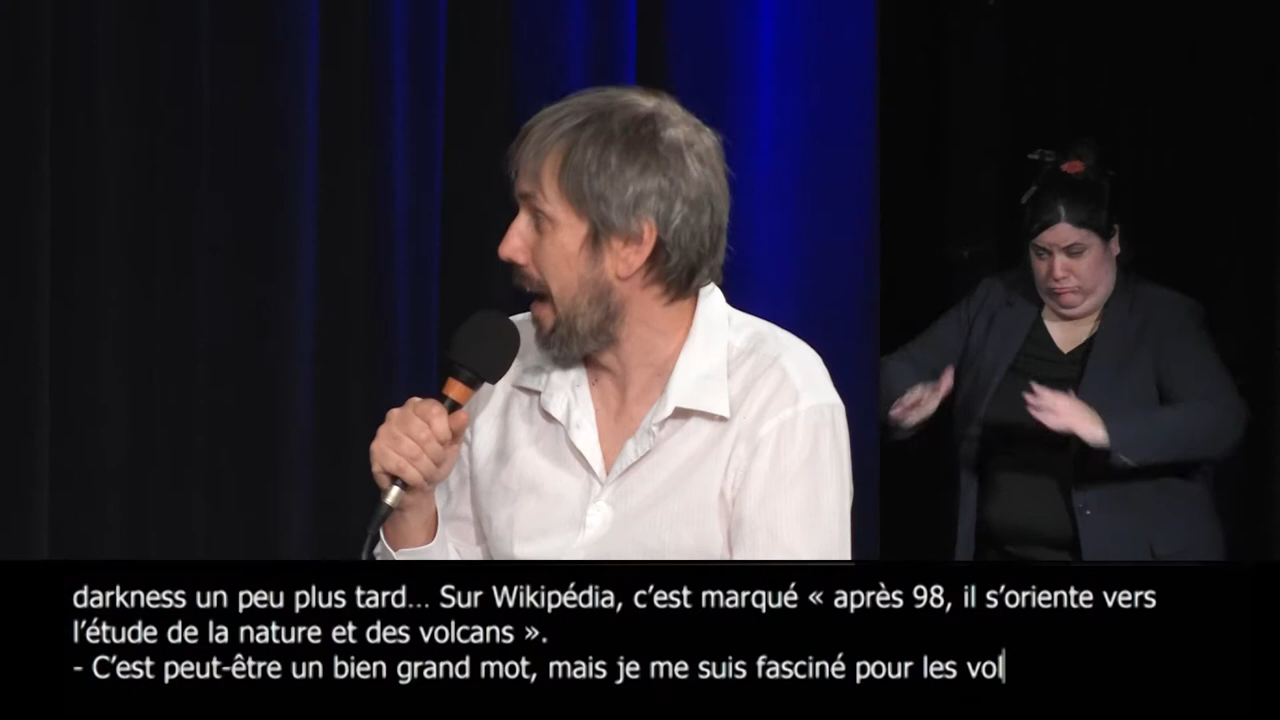 darkness un peu plus tard... Sur Wikipédia, c'est marqué « après 98, il s'oriente vers
l'étude de la nature et des volcans ».
- C'est peut-être un bien grand mot, mais je me suis fasciné pour les vol